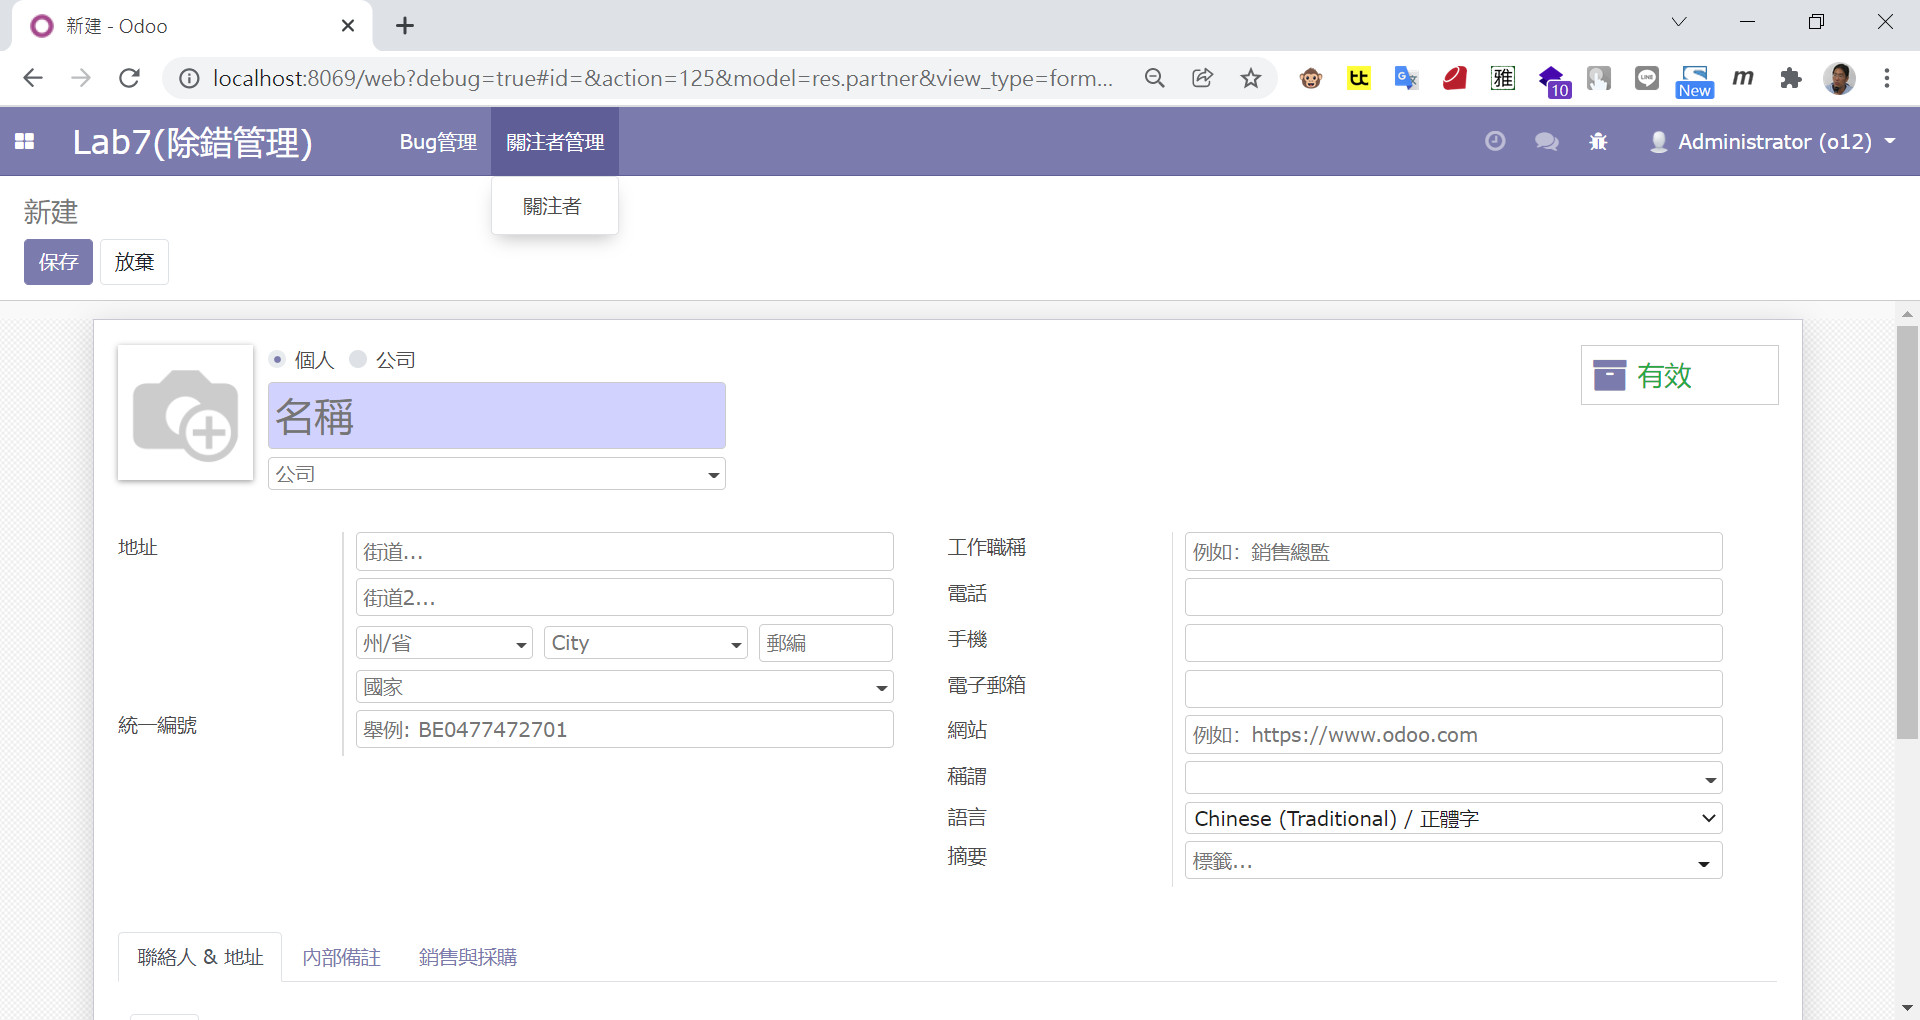 新建 - Odoo
localhost:8069/web?debug=true#id=&action=125&model=res.partner&view_type=form...
tt
雅
10
LINE
New
m
Lab7(除錯管理)
Bug管理
關注者管理
Administrator (o12)
關注者
新建
保存
放棄
個人
公司
有效
名稱
公司
地址
街道...
街道2...
州/省
City
郵編
國家
統一編號
舉例: BE0477472701
工作職稱
例如: 銷售總監
電話
手機
電子郵箱
網站
例如: https://www.odoo.com
稱謂
語言
Chinese (Traditional) / 正體字
摘要
標籤...
聯絡人 & 地址
內部備註
銷售與採購